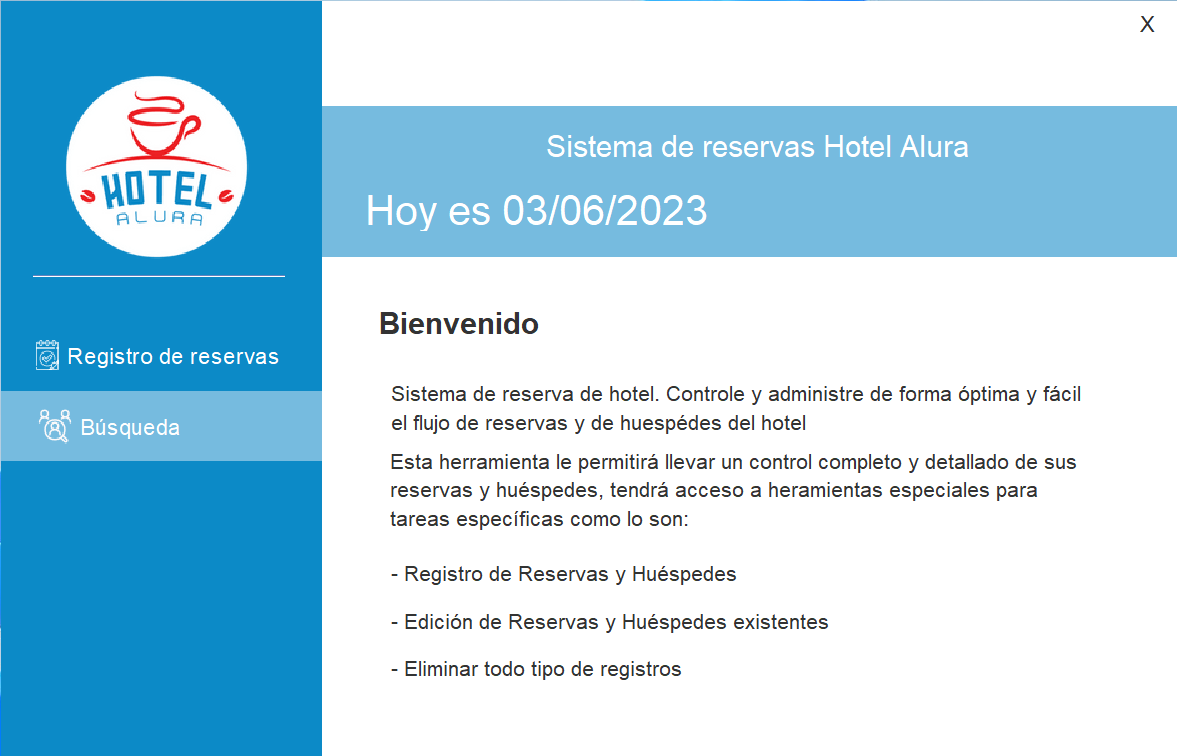 X
HOTEL
ALURA
Sistema de reservas Hotel Alura
Hoy es 03/06/2023
Registro de reservas
Búsqueda
Bienvenido
Sistema de reserva de hotel. Controle y administre de forma óptima y fácil
el flujo de reservas y de huespédes del hotel
Esta herramienta le permitirá llevar un control completo y detallado de sus
reservas y huéspedes, tendrá acceso a heramientas especiales para
tareas específicas como lo son:
- Registro de Reservas y Huéspedes
- Edición de Reservas y Huéspedes existentes
- Eliminar todo tipo de registros